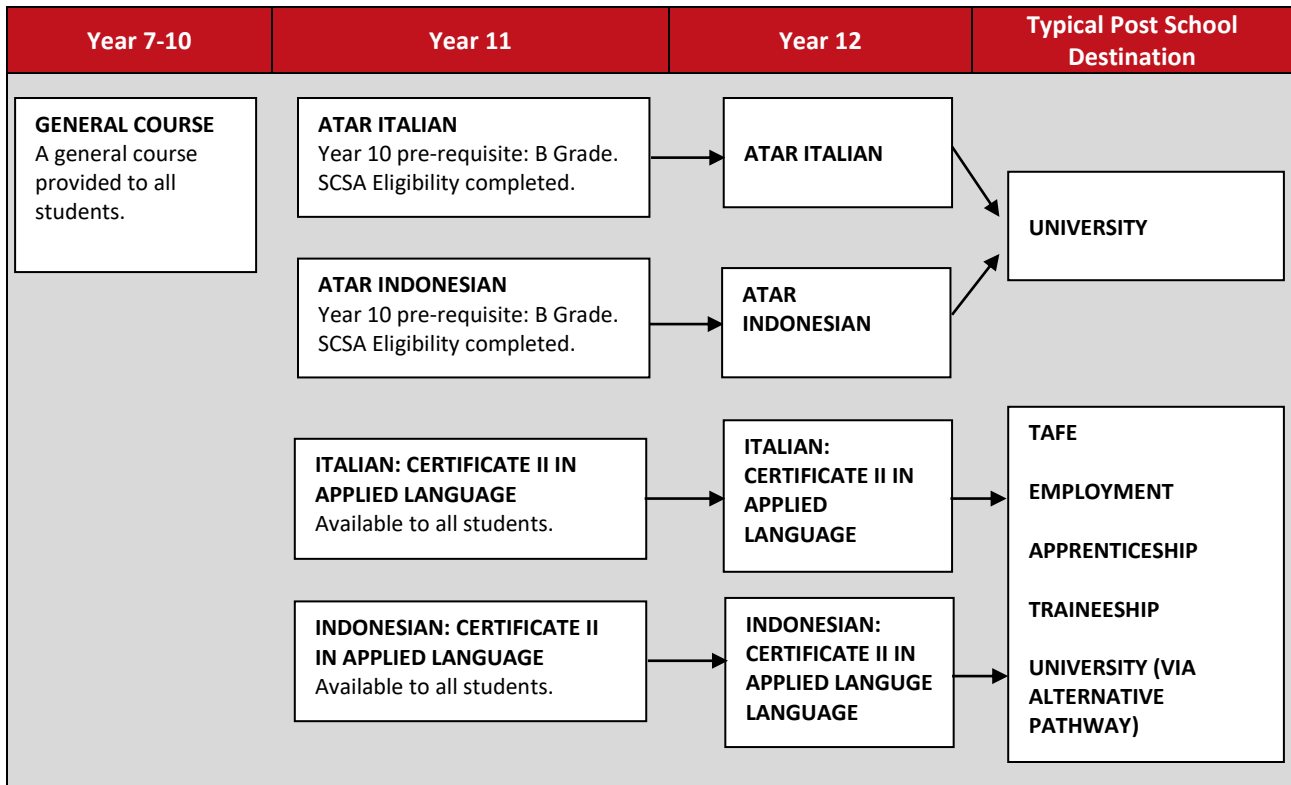 Year 7-10
Year 11
Year 12
Typical Post School
Destination
GENERAL COURSE
A general course
provided to all
students.
ATAR ITALIAN
Year 10 pre-requisite: B Grade.
SCSA Eligibility completed.
ATAR ITALIAN
UNIVERSITY
ATAR INDONESIAN
Year 10 pre-requisite: B Grade.
SCSA Eligibility completed.
ATAR
INDONESIAN
ITALIAN: CERTIFICATE II IN
APPLIED LANGUAGE
Available to all students.
ITALIAN:
CERTIFICATE II IN
APPLIED
LANGUAGE
INDONESIAN: CERTIFICATE II
IN APPLIED LANGUAGE
Available to all students.
INDONESIAN:
CERTIFICATE II IN
APPLIED LANGUGE
LANGUAGE
TAFE
EMPLOYMENT
APPRENTICESHIP
TRAINEESHIP
UNIVERSITY (VIA
ALTERNATIVE
PATHWAY)